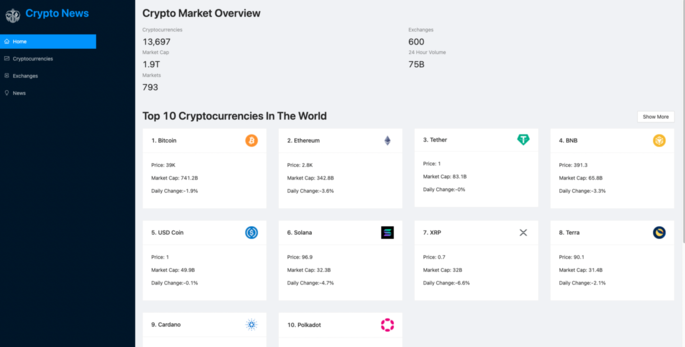 Crypto News
Home
Cryptocurrencies
Exchanges
News
Crypto Market Overview
Cryptocurrencies
13,697
Exchanges
600
Market Cap
1.9T
24 Hour Volume
75B
Markets
793
Top 10 Cryptocurrencies In The World
Show More
1. Bitcoin
Price: 39K
Market Cap: 741.2B
Daily Change:-1.9%
2. Ethereum
Price: 2.8K
Market Cap: 342.8B
Daily Change:-3.6%
3. Tether
Price: 1
Market Cap: 83.1B
Daily Change:-0%
4. BNB
Price: 391.3
Market Cap: 65.8B
Daily Change:-3.3%
5. USD Coin
Price: 1
Market Cap: 49.9B
Daily Change:-0.1%
6. Solana
Price: 96.9
Market Cap: 32.3B
Daily Change:-4.7%
7. XRP
Price: 0.7
Market Cap: 32B
Daily Change:-6.6%
8. Terra
Price: 90.1
Market Cap: 31.4B
Daily Change:-2.1%
9. Cardano
10. Polkadot